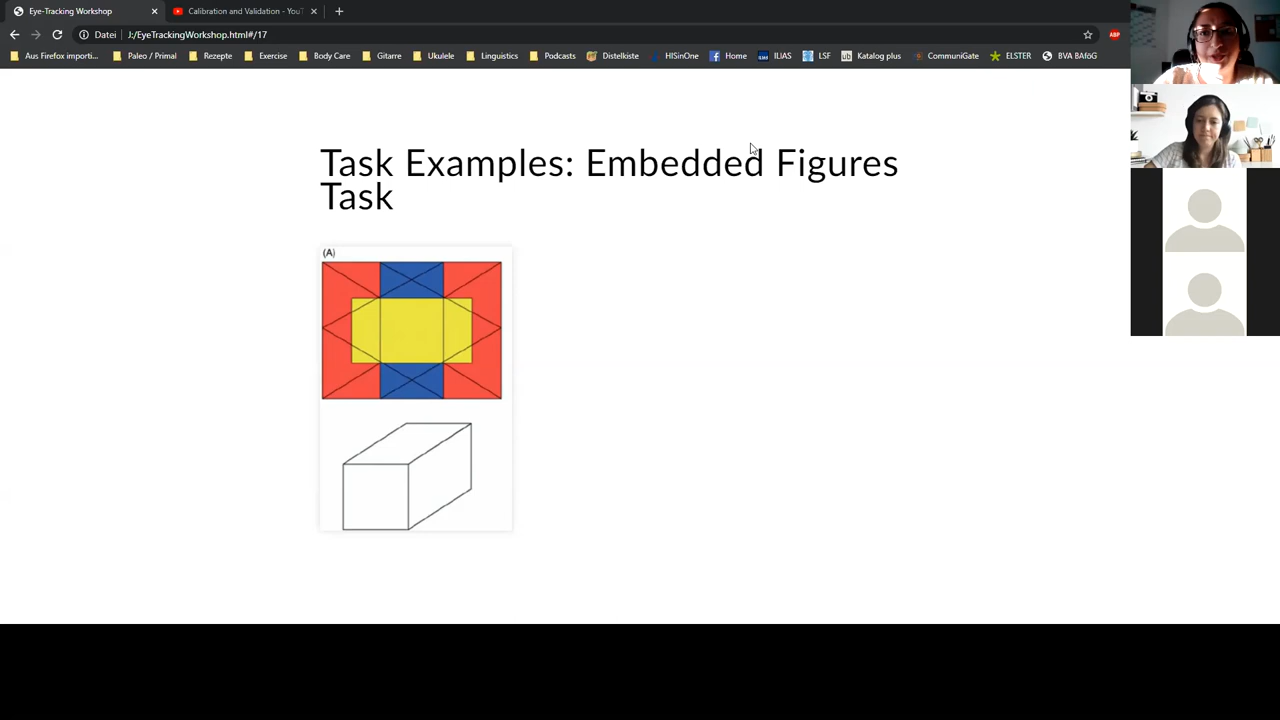 Eye-Tracking Workshop
Calibration and Validation - YouT
J:/EyeTrackingWorkshop.html#/17
Datei
ABP
Aus Firefox importi...
Paleo / Primal
Rezepte
Exercise
Body Care
Gitarre
Ukulele
Linguistics
Podcasts
Distelkiste
HISinOne
Home
ILIAS
LSF
ub
Katalog plus
CommuniGate
ELSTER
BVA BAföG
Task Examples: Embedded Figures
Task
(A)